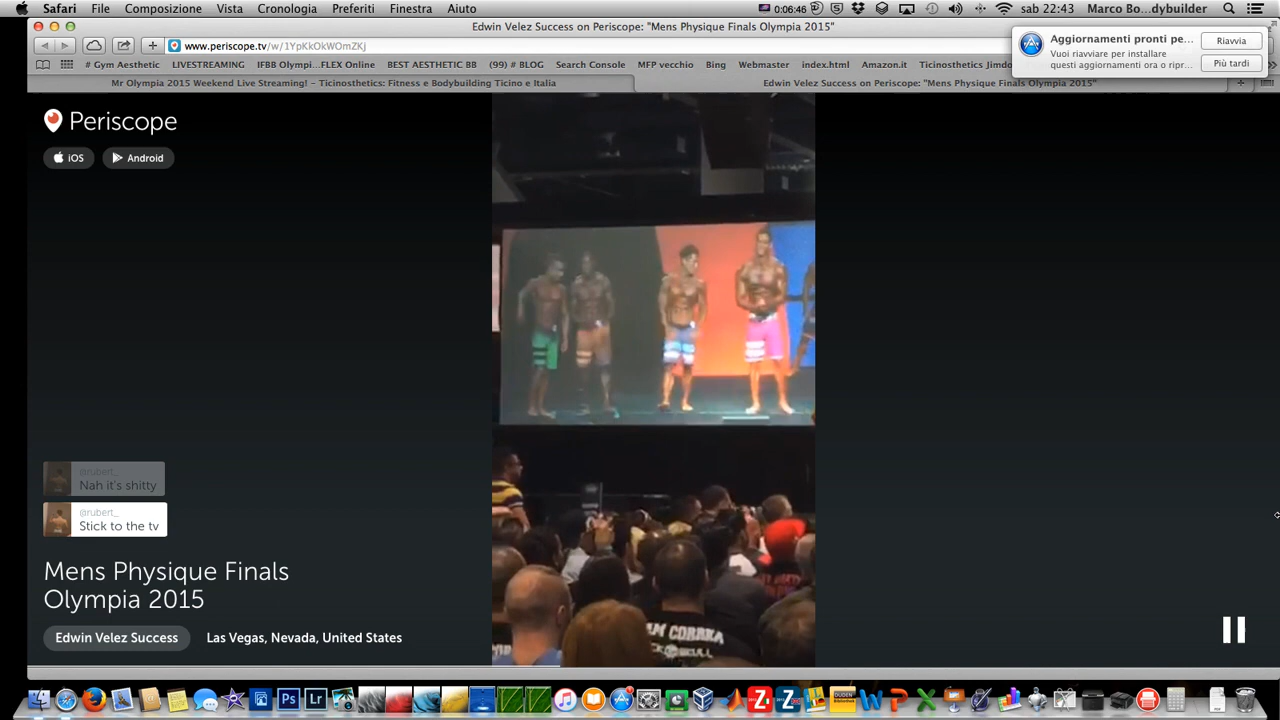 Safari File Composizione Vista Cronologia Preferiti Finestra Aiuto 0:06:46 sab 22:43 Marco Bo...dybuilder
Edwin Velez Success on Periscope: "Mens Physique Finals Olympia 2015"
www.periscope.tv/w/1YpKkOkWOmZKJ
Aggiornamenti pronti pe...
Vuoi riavviare per installare
questi aggiornamenti ora o ripr...
Riavvia
Più tardi
# Gym Aesthetic LIVESTREAMING IFBB Olympi...FLEX Online BEST AESTHETIC BB (99) # BLOG Search Console MFP vecchio Bing Webmaster index.html Amazon.it Ticinosthetics Jimdo
Mr Olympia 2015 Weekend Live Streaming! – Ticinosthetics: Fitness e Bodybuilding Ticino e Italia
Edwin Velez Success on Periscope: "Mens Physique Finals Olympia 2015"
Periscope
iOS Android
@rubert_
Nah it's shitty
@rubert_
Stick to the tv
Mens Physique Finals
Olympia 2015
Edwin Velez Success Las Vegas, Nevada, United States